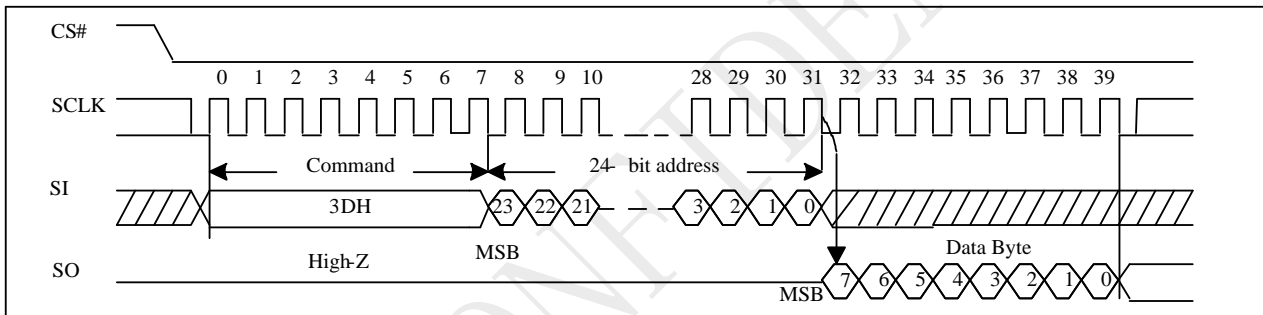 CS#
0 1 2 3 4 5 6 7 8 9 10 28 29 30 31 32 33 34 35 36 37 38 39
SCLK
Command 24- bit address
SI
3DH 23 22 21 3 2 1 0
High-Z MSB Data Byte
SO
MSB 7 6 5 4 3 2 1 0
CONFIDEN